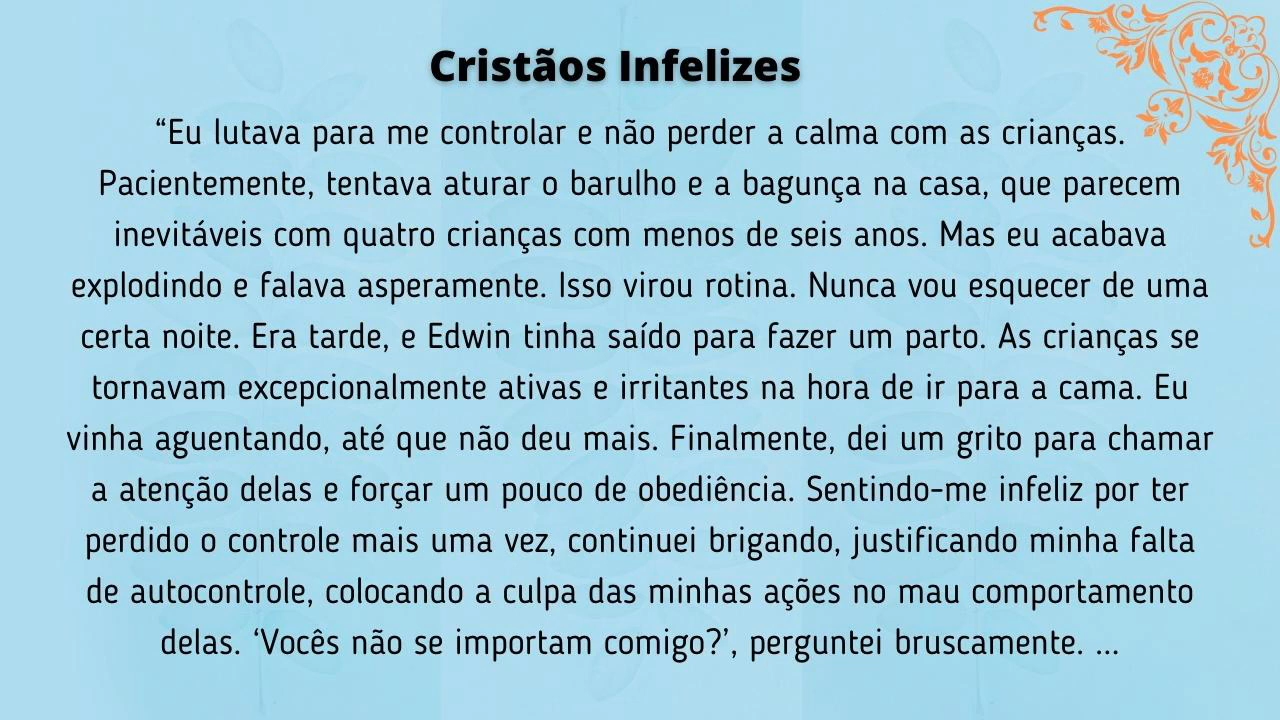 Cristãos Infelizes
“Eu lutava para me controlar e não perder a calma com as crianças.
Pacientemente, tentava aturar o barulho e a bagunça na casa, que parecem
inevitáveis com quatro crianças com menos de seis anos. Mas eu acabava
explodindo e falava asperamente. Isso virou rotina. Nunca vou esquecer de uma
certa noite. Era tarde, e Edwin tinha saído para fazer um parto. As crianças se
tornavam excepcionalmente ativas e irritantes na hora de ir para a cama. Eu
vinha aguentando, até que não deu mais. Finalmente, dei um grito para chamar
a atenção delas e forçar um pouco de obediência. Sentindo-me infeliz por ter
perdido o controle mais uma vez, continuei brigando, justificando minha falta
de autocontrole, colocando a culpa das minhas ações no mau comportamento
delas. ‘Vocês não se importam comigo?’, perguntei bruscamente. ...